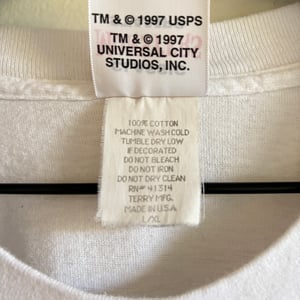 TM & © 1997 USPS
TM & © 1997
UNIVERSAL CITY
STUDIOS, INC.
100% COTTON
MACHINE WASH COLD
TUMBLE DRY LOW
IF DECORATED
DO NOT BLEACH
DO NOT IRON
DO NOT DRY CLEAN
RN# 41314
TERRY MFG.
MADE IN U.S.A.
L/XL